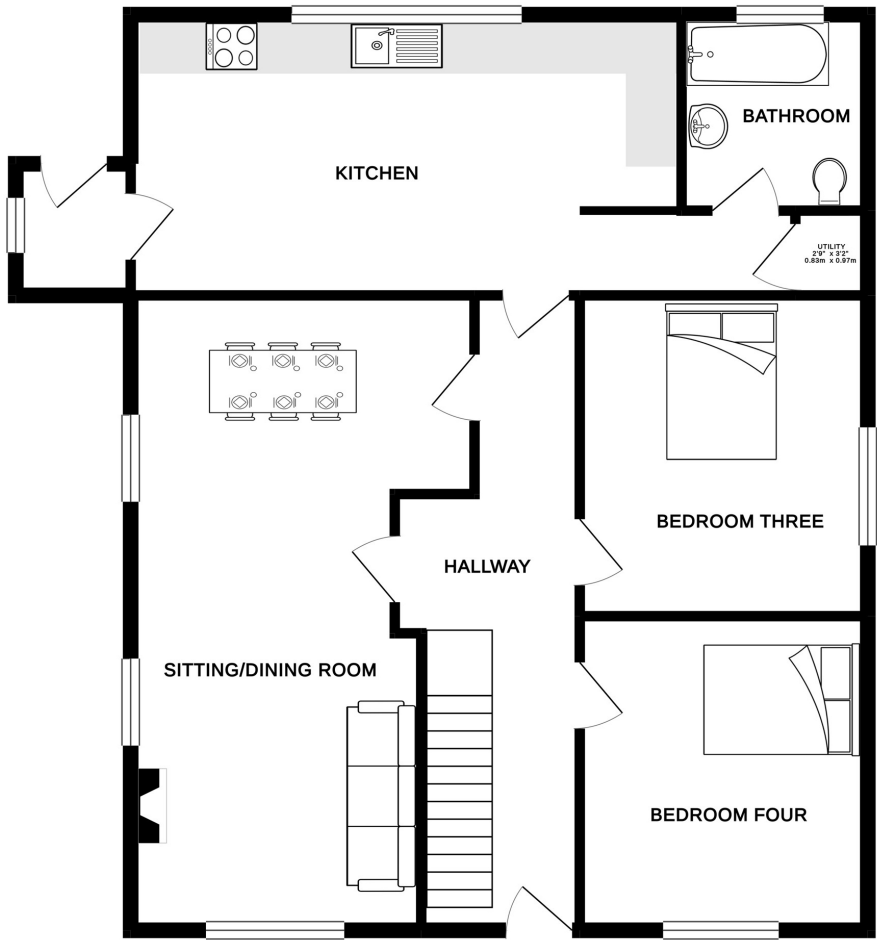 BATHROOM
KITCHEN
UTILITY
2'9" x 3'2"
0.83m x 0.97m
BEDROOM THREE
HALLWAY
SITTING/DINING ROOM
BEDROOM FOUR